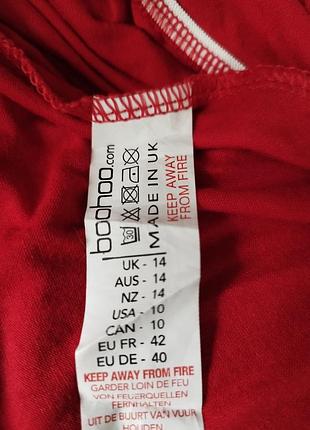 boohoo.com
30
MADE IN UK
KEEP AWAY
FROM FIRE
UK - 14
AUS - 14
NZ - 14
USA - 10
CAN - 10
EU FR - 42
EU DE - 40
KEEP AWAY FROM FIRE
GARDER LOIN DE FEU
VON FEUERQUELLEN
FERNHALTEN
UIT DE BUURT VAN VUUR
HOUDEN